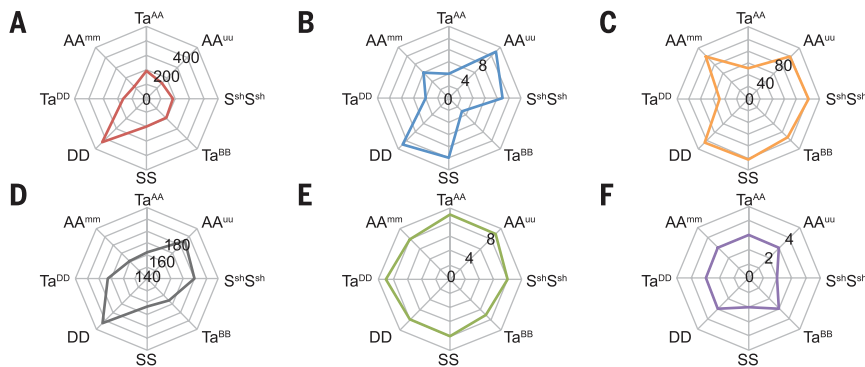 A
Ta^AA
AA^mm
AA^uu
400
200
Ta^DD
0
S^shS^sh
DD
Ta^BB
SS
B
Ta^AA
AA^mm
AA^uu
8
4
Ta^DD
0
S^shS^sh
DD
Ta^BB
SS
C
Ta^AA
AA^mm
AA^uu
80
40
Ta^DD
0
S^shS^sh
DD
Ta^BB
SS
D
Ta^AA
AA^mm
AA^uu
180
160
Ta^DD
140
S^shS^sh
DD
Ta^BB
SS
E
Ta^AA
AA^mm
AA^uu
8
4
Ta^DD
0
S^shS^sh
DD
Ta^BB
SS
F
Ta^AA
AA^mm
AA^uu
4
2
Ta^DD
0
S^shS^sh
DD
Ta^BB
SS